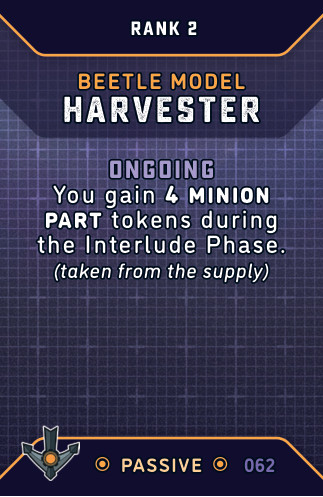 RANK 2
BEETLE MODEL
HARVESTER
ONGOING
You gain 4 MINION
PART tokens during
the Interlude Phase.
(taken from the supply)
PASSIVE 062